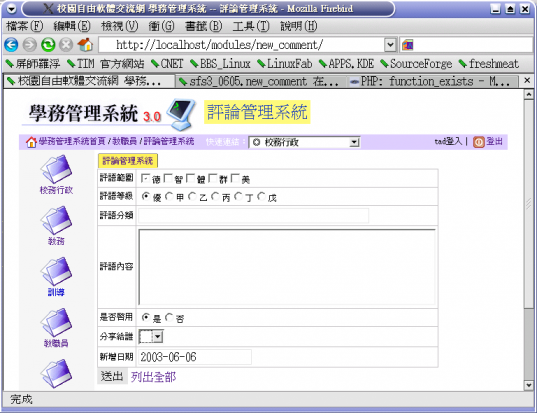 校園自由軟體交流網 學務管理系統 -- 評論管理系統 - Mozilla Firebird
檔案(F) 編輯(E) 檢視(V) 衝(G) 書籤(B) 工具(T) 說明(H)
http://localhost/modules/new_comment/
屏師羅浮 TIM 官方網站 CNET BBS_Linux LinuxFab APPS.KDE SourceForge freshmeat
校園自由軟體交流網 學務... sfs3_0605.new_comment 在... PHP: function_exists - M...
學務管理系統 3.0 評論管理系統
學務管理系統首頁 / 教職員 / 評論管理系統 快速連結: 校務行政 tad登入 | 登出
校務行政
教務
訓導
教職員
評論管理系統
評語範圍 德 智 體 群 美
評語等級 優 甲 乙 丙 丁 戊
評語分類
評語內容
是否啓用 是 否
分享給誰
新增日期 2003-06-06
送出 列出全部
完成